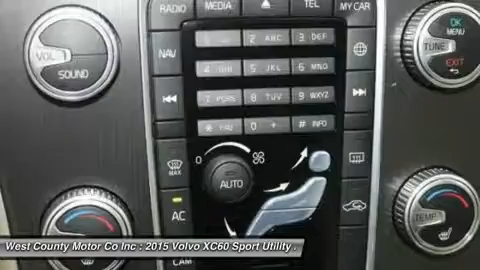 RADIO MEDIA TEL MY CAR
OK
MENU
VOL
SOUND
NAV
2 ABC 3 DEF
4 GHI 5 JKL 6 MNO
7 PQRS 8 TUV 9 WXYZ
0 + # INFO
TUNE
EXIT
MAX
0
AUTO
AC
TEMP
CAM
West County Motor Co Inc : 2015 Volvo XC60 Sport Utility .